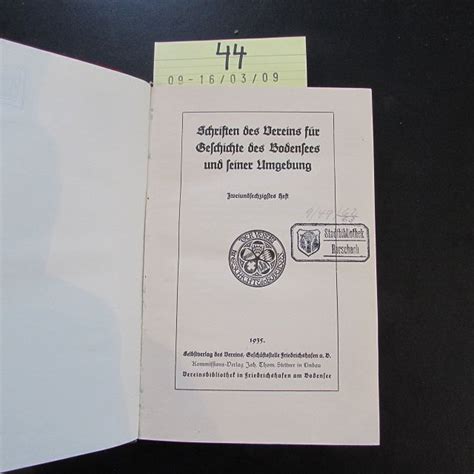 44
09-16/03/09
Schriften des Vereins für
Geschichte des Bodensees
und seiner Umgebung
Zweiundsechzigstes Heft
Stadtbibliothek
Rorschach
1935.
Selbstverlag des Vereins, Geschäftsstelle Friedrichshafen a. B.
Kommissions-Verlag Joh. Thom. Stettner in Lindau
Vereinsbibliothek in Friedrichshafen am Bodensee